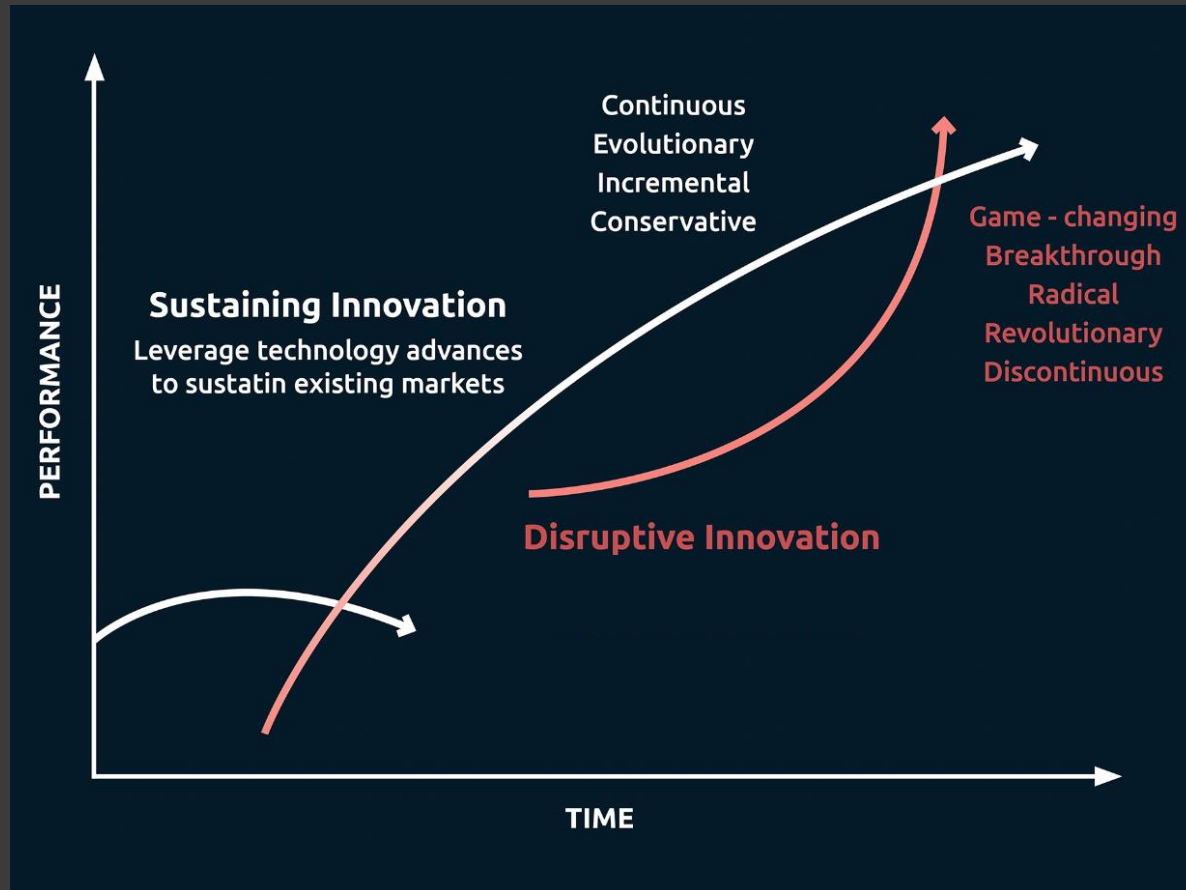 Continuous
Evolutionary
Incremental
Conservative
Game - changing
Breakthrough
Radical
Revolutionary
Discontinuous
Sustaining Innovation
Leverage technology advances
to sustatin existing markets
PERFORMANCE
Disruptive Innovation
TIME